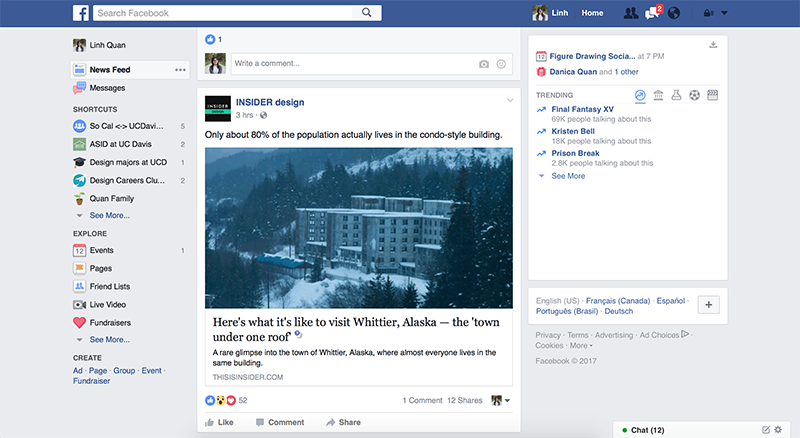 Search Facebook
Linh
Home
2
Linh Quan
News Feed
Messages
SHORTCUTS
So Cal <-> UCDavi... 5
ASID at UC Davis 2
Design majors at UCD
Design Careers Clu... 2
Quan Family
See More...
EXPLORE
12 Events 1
Pages
Friend Lists
Live Video
Fundraisers
See More...
CREATE
Ad · Page · Group · Event ·
Fundraiser
1
Write a comment...
INSIDER
DESIGN
INSIDER design
3 hrs ·
Only about 80% of the population actually lives in the condo-style building.
Here's what it's like to visit Whittier, Alaska — the 'town
under one roof'
A rare glimpse into the town of Whittier, Alaska, where almost everyone lives in the
same building.
THISISINSIDER.COM
52
1 Comment 12 Shares
Like Comment Share
12 Figure Drawing Socia... at 7 PM
Danica Quan and 1 other
TRENDING
Final Fantasy XV
69K people talking about this
Kristen Bell
18K people talking about this
Prison Break
2.8K people talking about this
See More
English (US) · Français (Canada) · Español ·
Português (Brasil) · Deutsch
Privacy · Terms · Advertising · Ad Choices
Cookies · More
Facebook © 2017
Chat (12)